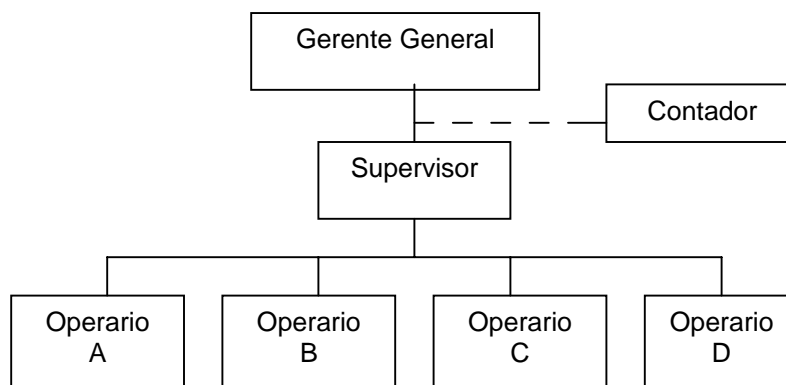 Gerente General
Contador
Supervisor
Operario
A
Operario
B
Operario
C
Operario
D